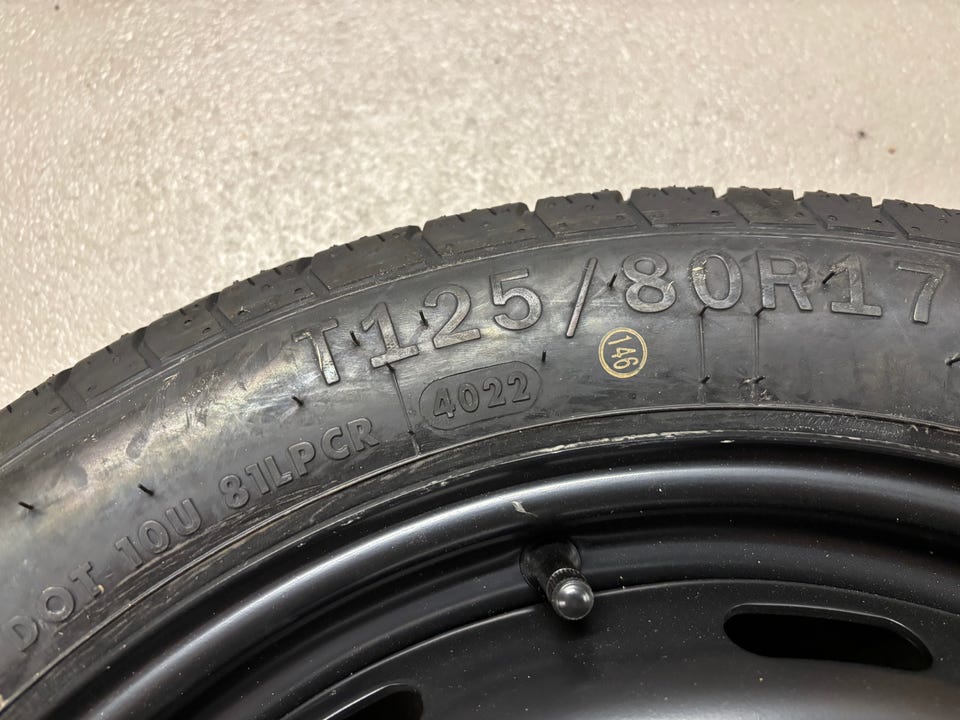 T125/80R17
146
4022
DOT. 10U 81LPCR